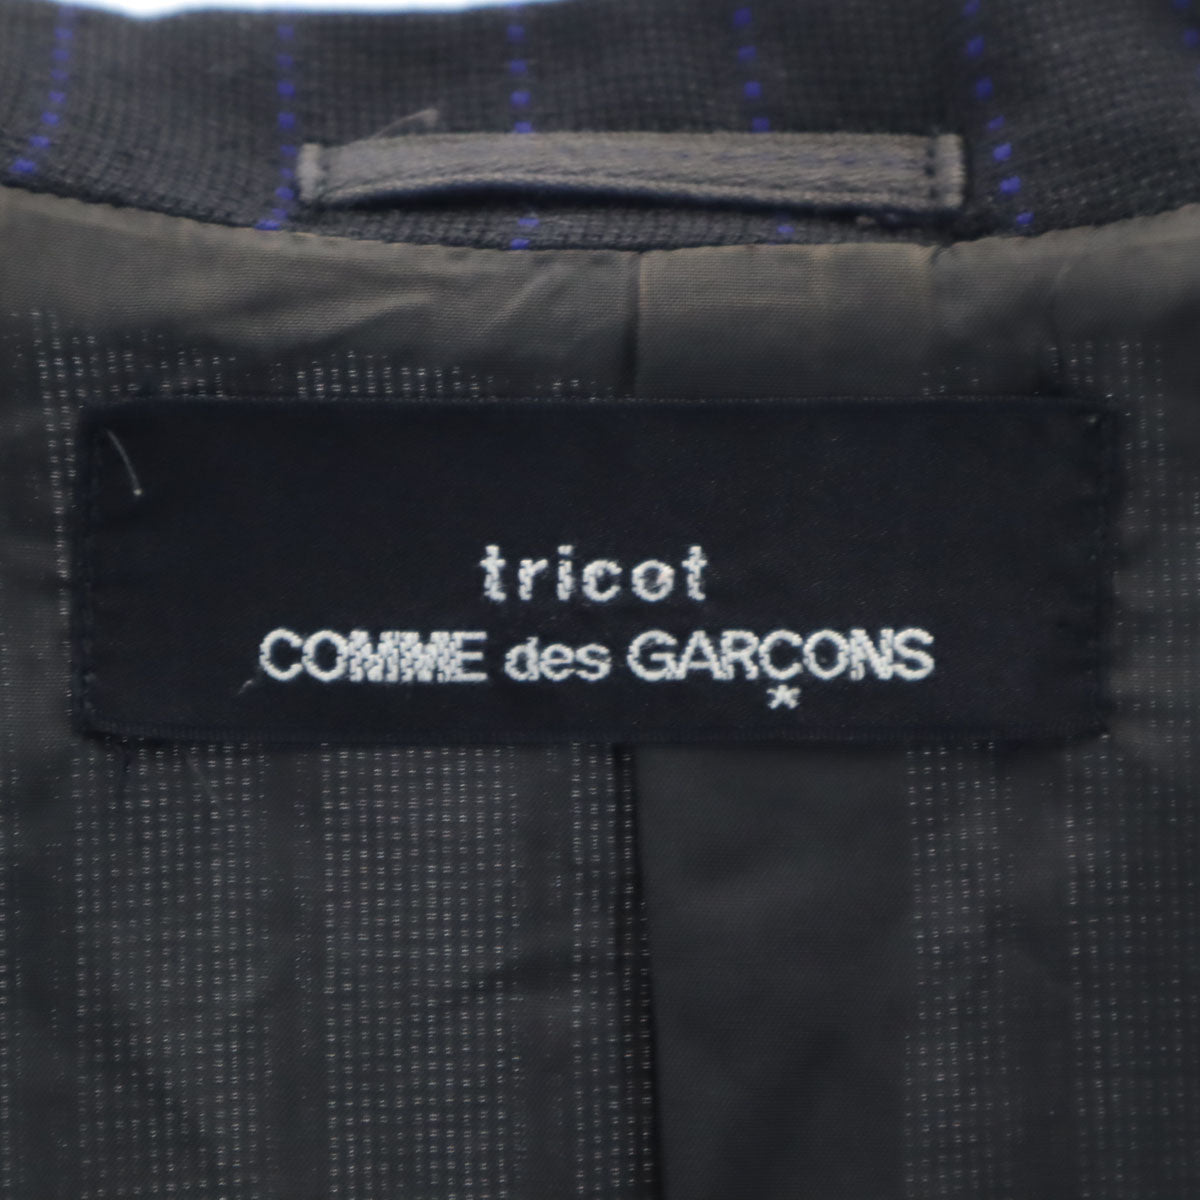 tricot
COMME des GARÇONS
*